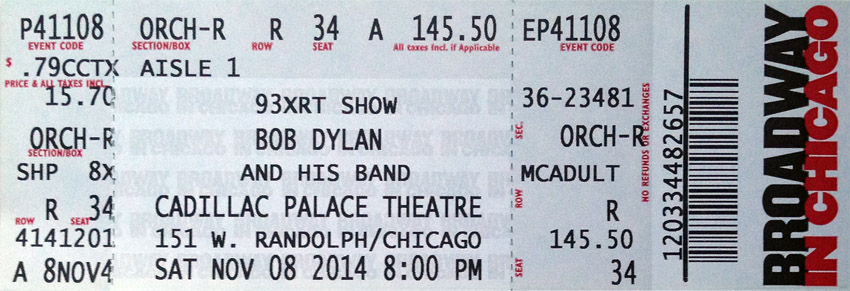 P41108 ORCH-R R 34 A 145.50 EP41108
EVENT CODE SECTION/BOX ROW SEAT All taxes Incl. if Applicable EVENT CODE
$ .79CCTX AISLE 1
PRICE & ALL TAXES INCL.
15.70 93XRT SHOW 36-23481
SEC.
ORCH-R BOB DYLAN ORCH-R
SECTION/BOX
SHP 8X AND HIS BAND MCADULT
ROW
R 34 CADILLAC PALACE THEATRE R
ROW SEAT
4141201 151 W. RANDOLPH/CHICAGO 145.50
SEAT
A 8NOV4 SAT NOV 08 2014 8:00 PM 34
NO REFUNDS OR EXCHANGES
1203344482657
BROADWAY
IN CHICAGO